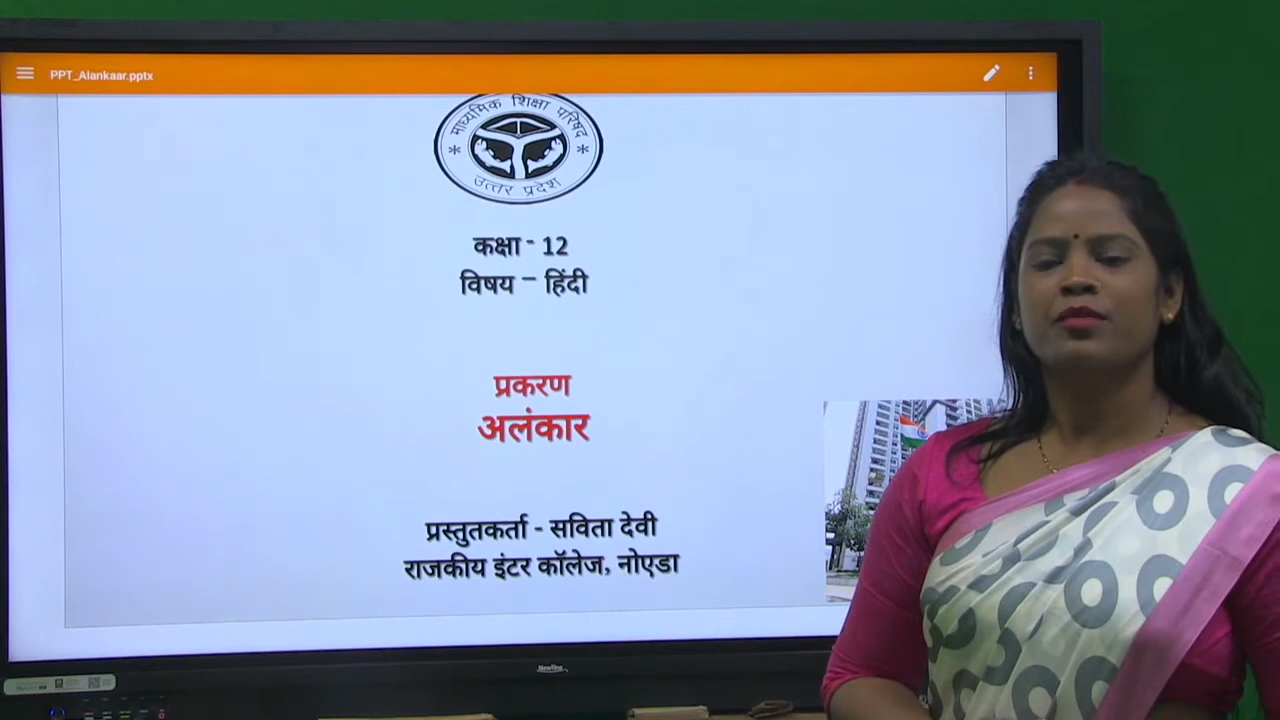 PPT_Alankaar.pptx
माध्यमिक शिक्षा परिषद
उत्तर प्रदेश
कक्षा - 12
विषय – हिंदी
प्रकरण
अलंकार
प्रस्तुतकर्ता - सविता देवी
राजकीय इंटर कॉलेज, नोएडा
Newline